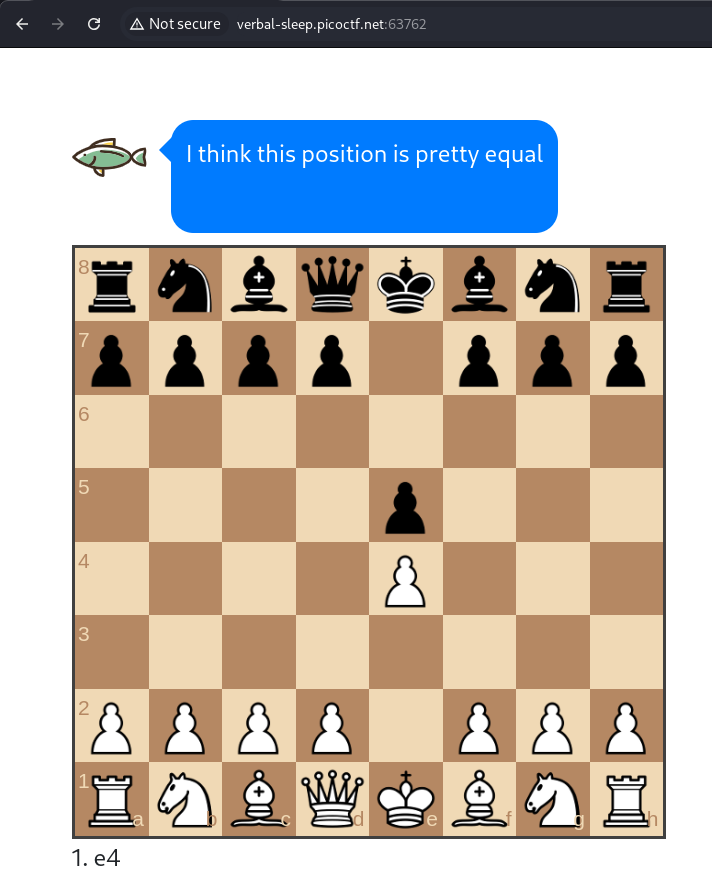 Not secure verbal-sleep.picoctf.net:63762
I think this position is pretty equal
8
7
6
5
4
3
2
1
a b c d e f g h
1. e4